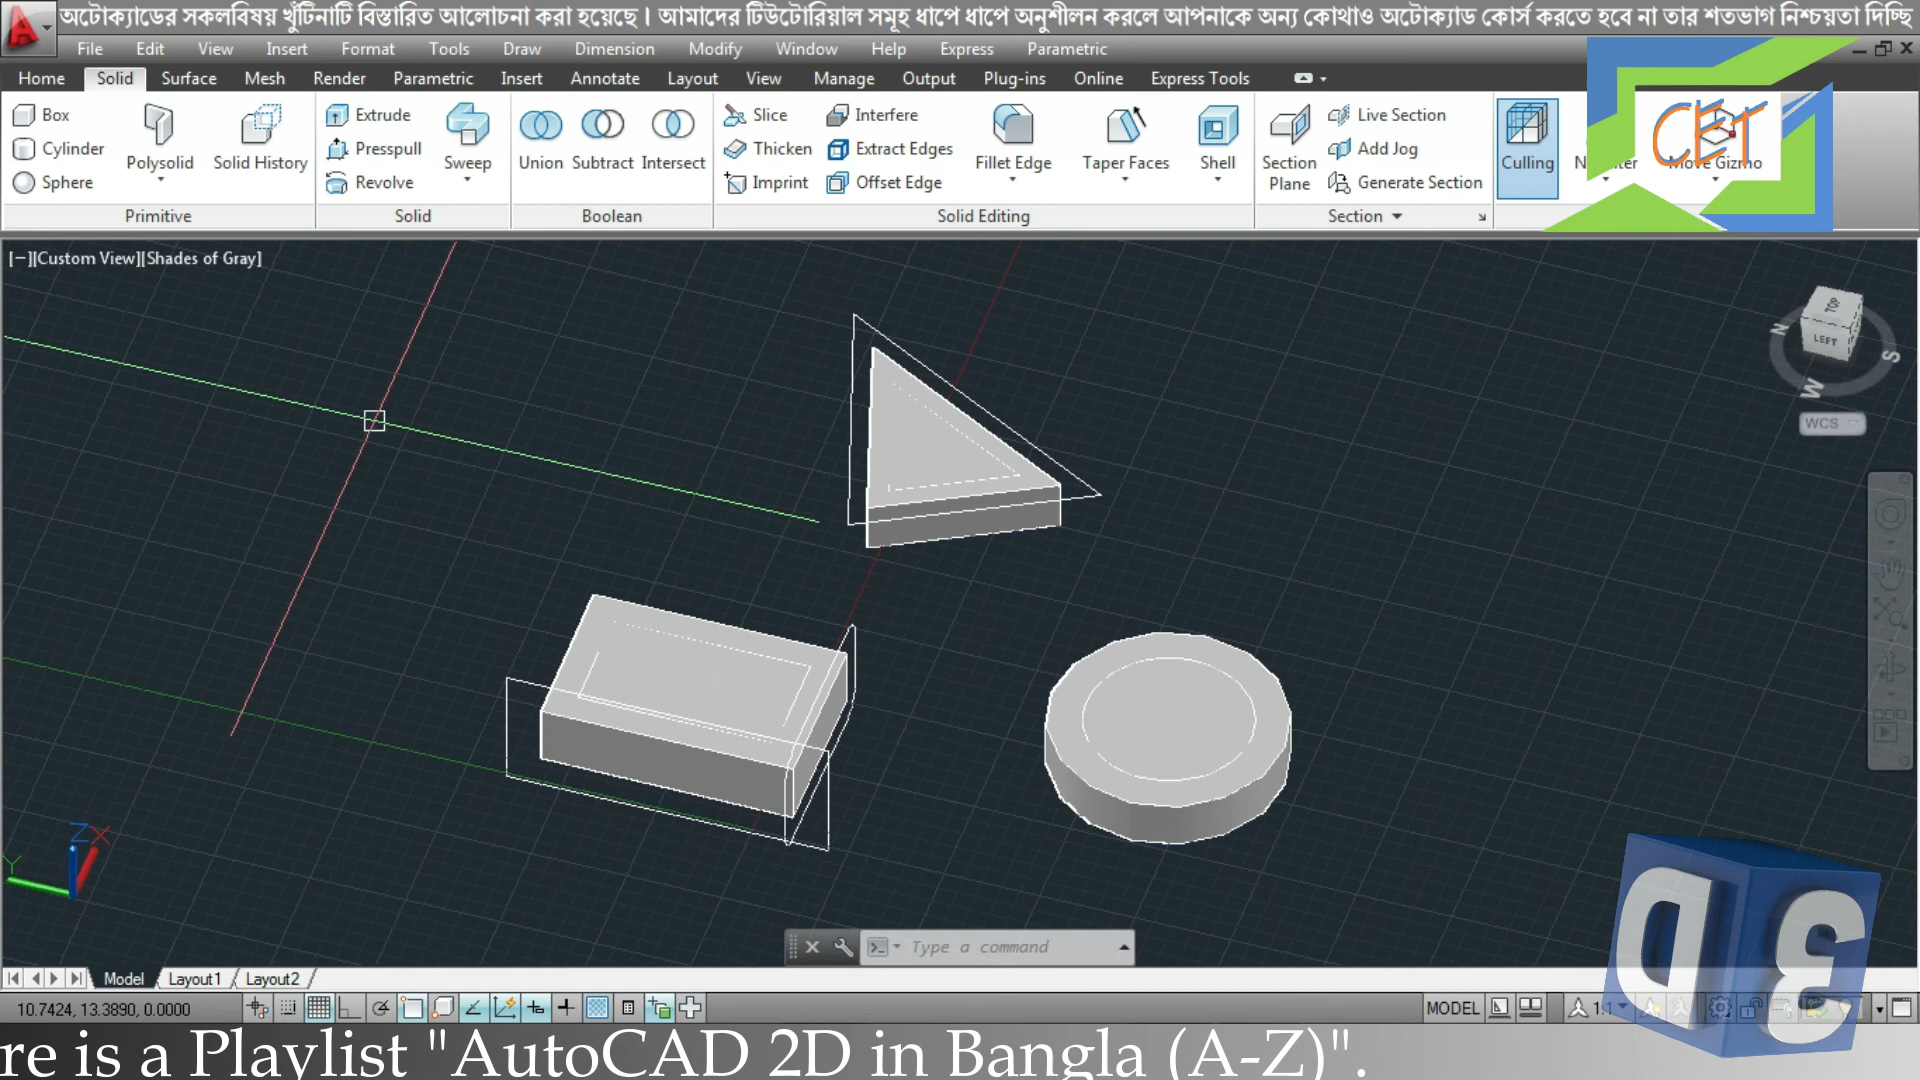 অটোক্যাডের সকলবিষয় খুঁটিনাটি বিস্তারিত আলোচনা করা হয়েছে। আমাদের টিউটোরিয়াল সমূহ ধাপে ধাপে অনুশীলন করলে আপনাকে অন্য কোথাও অটোক্যাড কোর্স করতে হবে না তার শতভাগ নিশ্চয়তা দিচ্ছি
File Edit View Insert Format Tools Draw Dimension Modify Window Help Express Parametric
Home Solid Surface Mesh Render Parametric Insert Annotate Layout View Manage Output Plug-ins Online Express Tools
Box Extrude Slice Interfere Live Section
Cylinder Presspull Thicken Extract Edges Add Jog
Sphere Revolve Imprint Offset Edge Generate Section
Polysolid Solid History Sweep Union Subtract Intersect Fillet Edge Taper Faces Shell Section Plane Culling Move Gizmo
CET
Primitive Solid Boolean Solid Editing Section
[−][Custom View][Shades of Gray]
TOP
LEFT
N
S
W
WCS
Z X
Y
Type a command
Model Layout1 Layout2
10.7424, 13.3890, 0.0000 MODEL 1:1
D 3
re is a Playlist "AutoCAD 2D in Bangla (A-Z)".